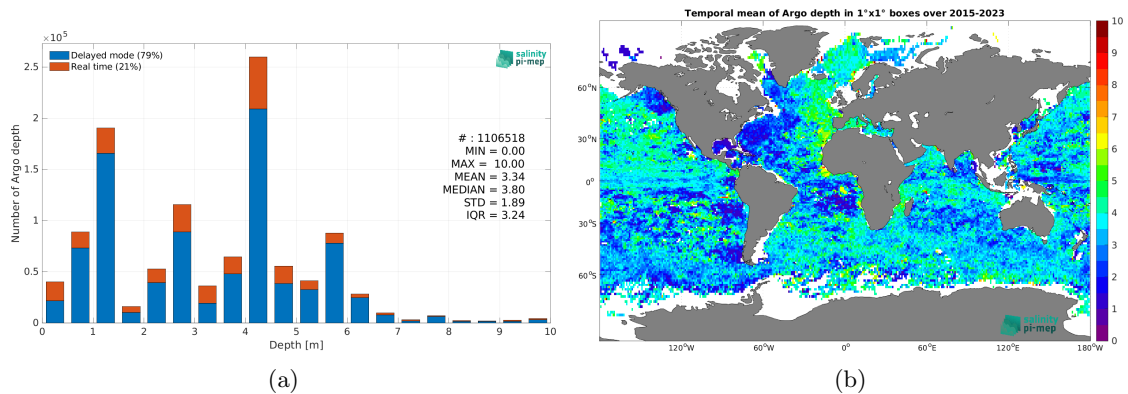 ×10⁵
Delayed mode (79%)
Real time (21%)
salinity
pi-mep
2.5
2
1.5
1
0.5
0
Number of Argo depth
# : 1106518
MIN = 0.00
MAX = 10.00
MEAN = 3.34
MEDIAN = 3.80
STD = 1.89
IQR = 3.24
0 1 2 3 4 5 6 7 8 9 10
Depth [m]
(a)
Temporal mean of Argo depth in 1°x1° boxes over 2015-2023
60°N
30°N
0°
30°S
60°S
120°W 60°W 0° 60°E 120°E 180°W
salinity
pi-mep
10
9
8
7
6
5
4
3
2
1
0
(b)